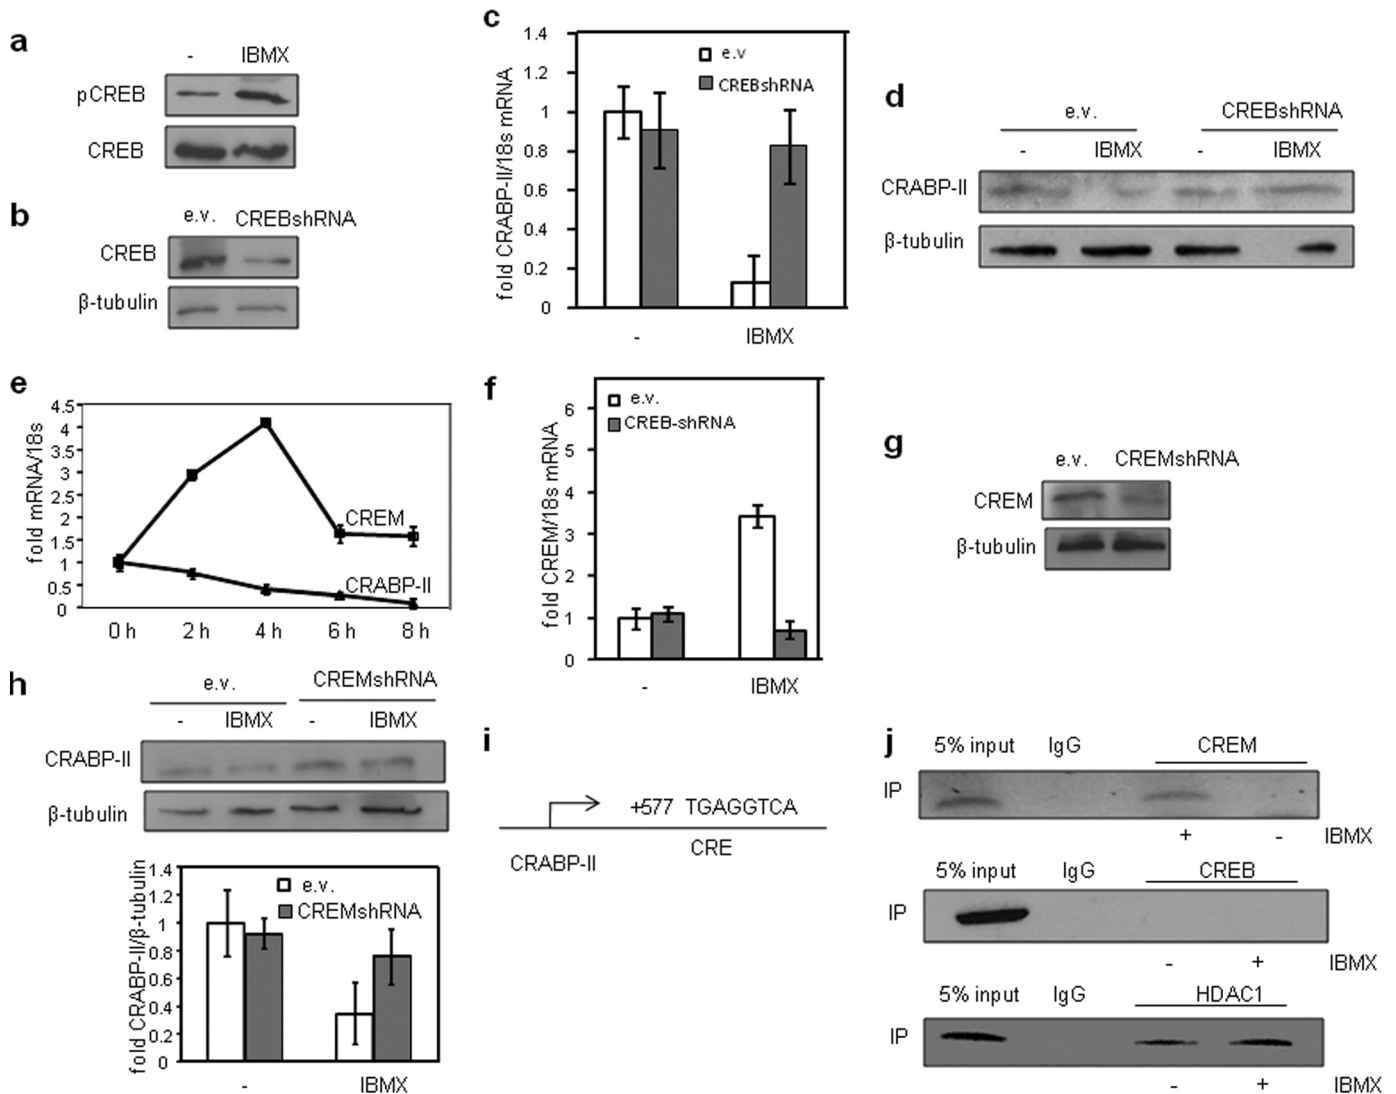 a
- IBMX
pCREB
CREB
b
e.v. CREBshRNA
CREB
β-tubulin
c
fold CRABP-II/18s mRNA
1.4
1.2
1
0.8
0.6
0.4
0.2
0
e.v
CREBshRNA
- IBMX
d
e.v. CREBshRNA
- IBMX - IBMX
CRABP-II
β-tubulin
e
fold mRNA/18s
4.5
4
3.5
3
2.5
2
1.5
1
0.5
0
CREM
CRABP-II
0 h 2 h 4 h 6 h 8 h
f
fold CREM/18s mRNA
6
5
4
3
2
1
0
e.v.
CREB-shRNA
- IBMX
g
e.v. CREMshRNA
CREM
β-tubulin
h
e.v. CREMshRNA
- IBMX - IBMX
CRABP-II
β-tubulin
fold CRABP-II/β-tubulin
1.4
1.2
1
0.8
0.6
0.4
0.2
0
e.v.
CREMshRNA
- IBMX
i
+577 TGAGGTCA
CRABP-II CRE
j
5% input IgG CREM
IP
+ - IBMX
5% input IgG CREB
IP
- + IBMX
5% input IgG HDAC1
IP
- + IBMX